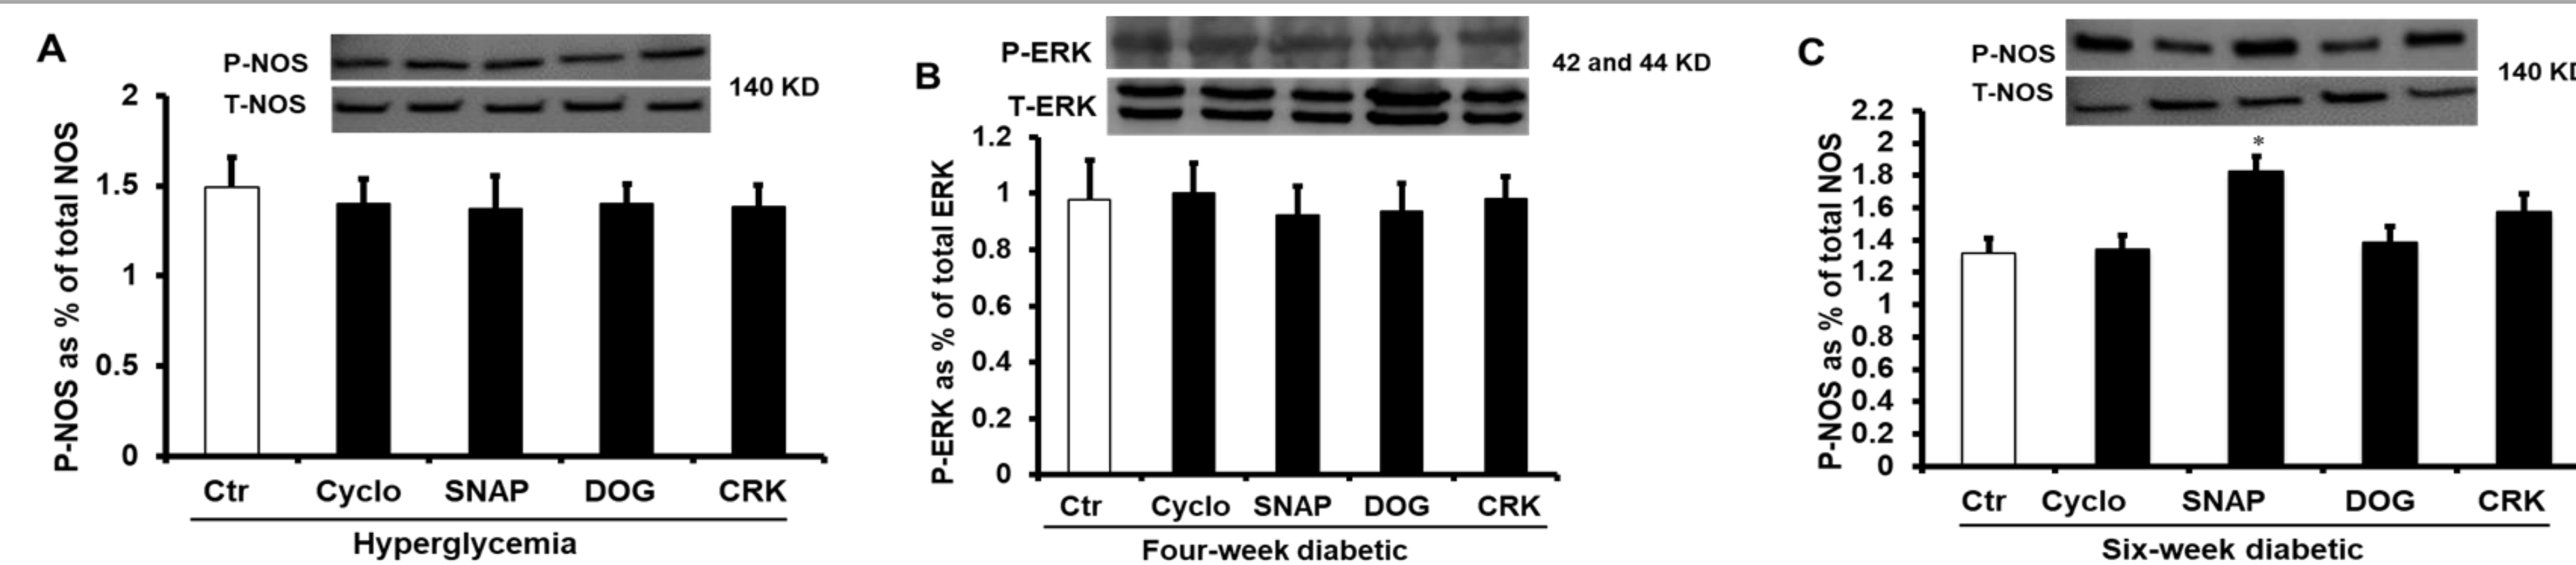 A
P-NOS
T-NOS
140 KD
P-NOS as % of total NOS
2
1.5
1
0.5
0
Ctr Cyclo SNAP DOG CRK
Hyperglycemia
B
P-ERK
T-ERK
42 and 44 KD
P-ERK as % of total ERK
1.2
1
0.8
0.6
0.4
0.2
0
Ctr Cyclo SNAP DOG CRK
Four-week diabetic
C
P-NOS
T-NOS
140 KD
P-NOS as % of total NOS
2.2
2
1.8
1.6
1.4
1.2
1
0.8
0.6
0.4
0.2
0
*
Ctr Cyclo SNAP DOG CRK
Six-week diabetic